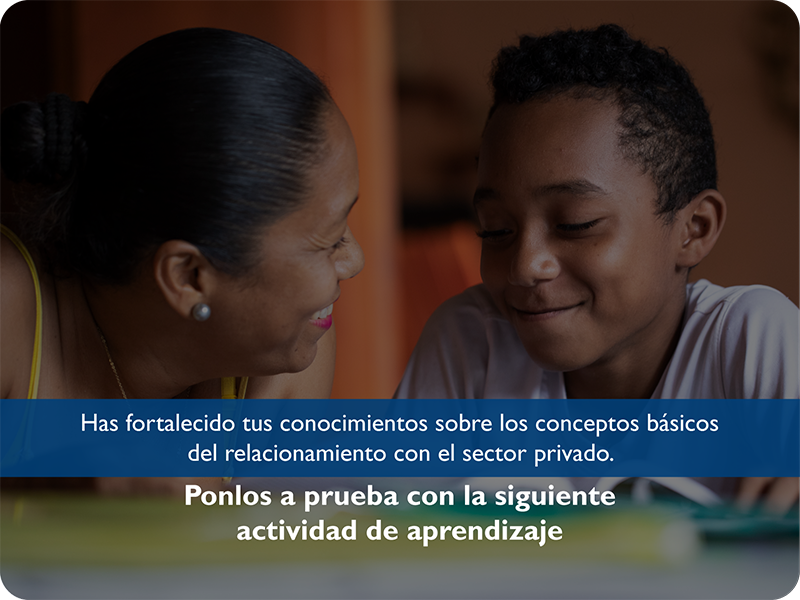 Has fortalecido tus conocimientos sobre los conceptos básicos
del relacionamiento con el sector privado.
Ponlos a prueba con la siguiente
actividad de aprendizaje